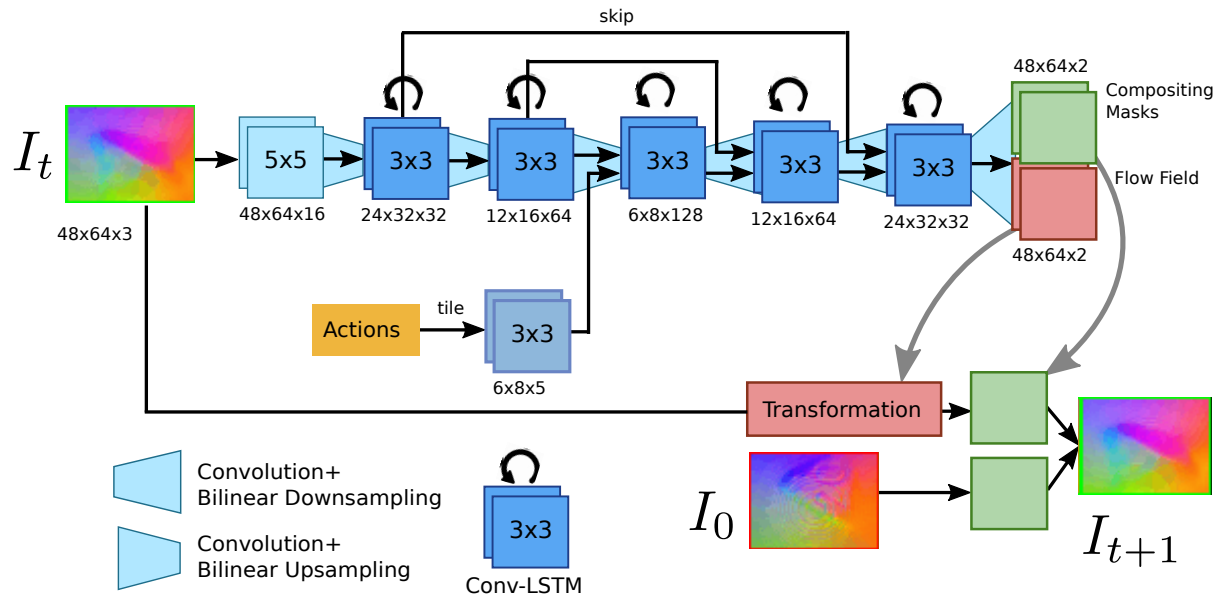 skip
48x64x2
Compositing
Masks
I_t
5x5
3x3
3x3
3x3
3x3
3x3
Flow Field
48x64x16
24x32x32
12x16x64
6x8x128
12x16x64
24x32x32
48x64x3
48x64x2
Actions
tile
3x3
6x8x5
Transformation
Convolution+
Bilinear Downsampling
3x3
I_0
I_{t+1}
Convolution+
Bilinear Upsampling
Conv-LSTM